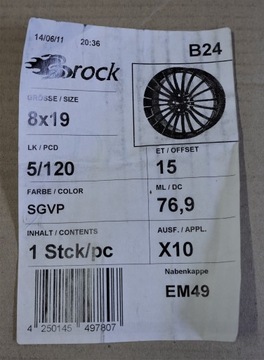 14/06/11 20:36
B24
Brock
GRÖSSE / SIZE
8x19
LK / PCD
5/120
ET / OFFSET
15
FARBE / COLOR
SGVP
ML / DC
76,9
INHALT / CONTENTS
1 Stck/pc
AUSF. / APPL.
X10
Nabenkappe
EM49
4 250145 497807